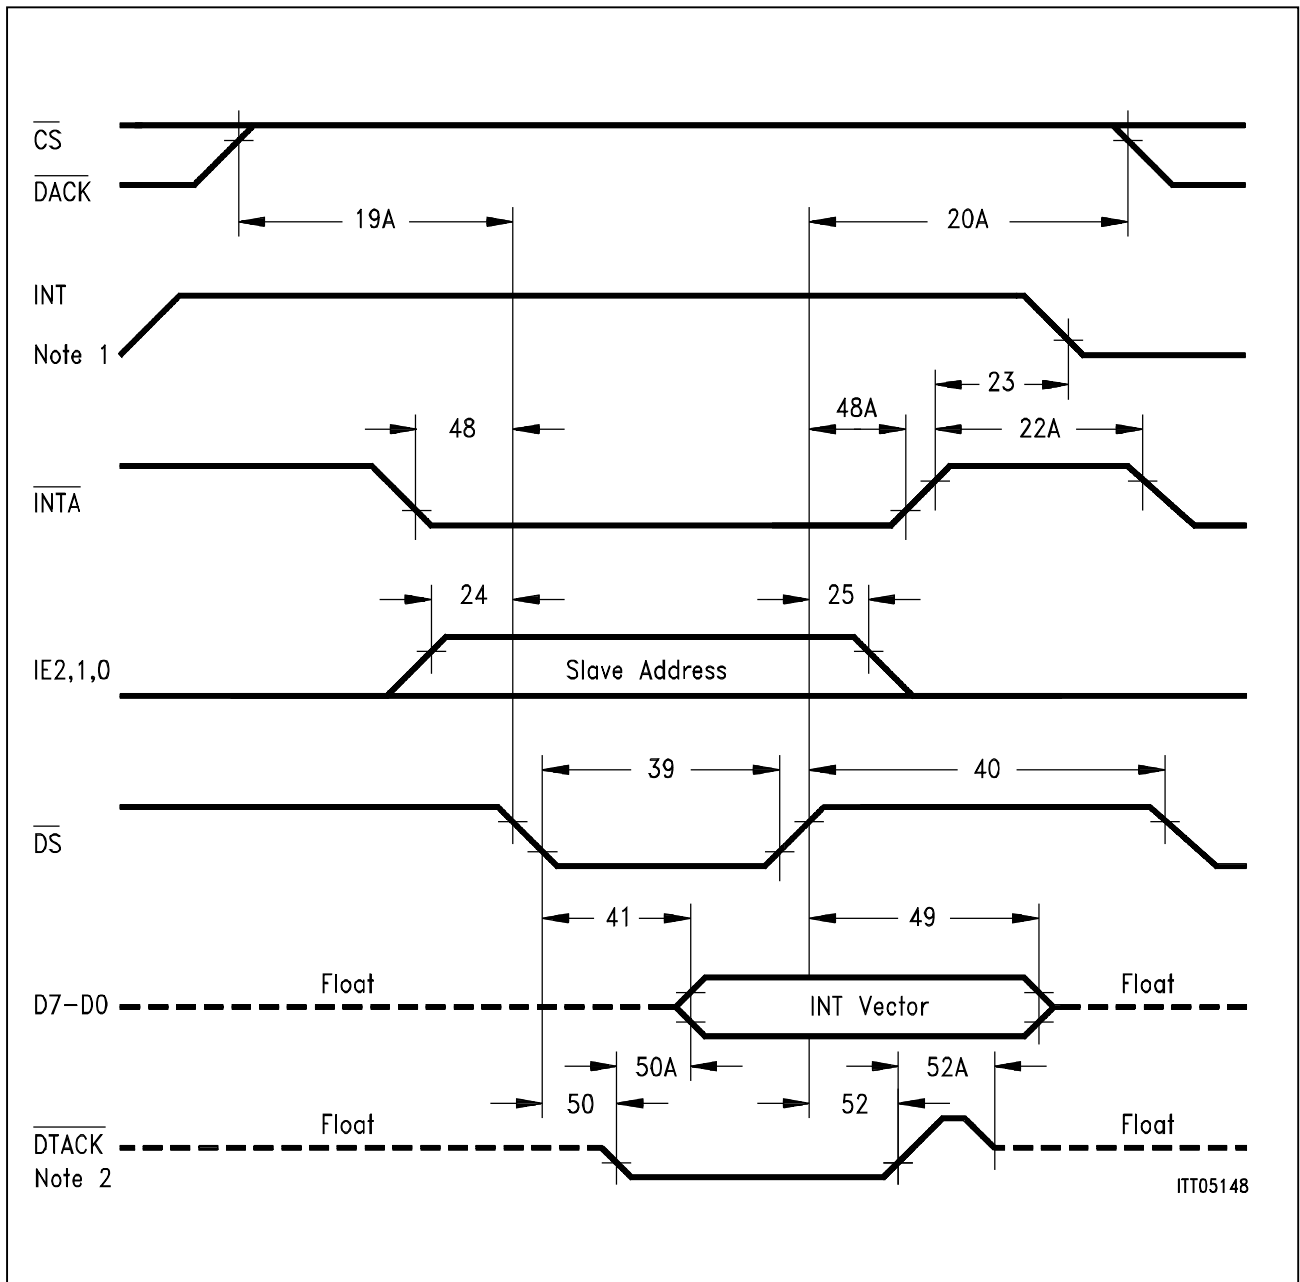 CS
DACK
19A
20A
INT
Note 1
23
48
48A
22A
INTA
24
25
IE2,1,0
Slave Address
39
40
DS
41
49
Float
Float
D7-D0
INT Vector
50A
52A
50
52
Float
Float
DTACK
Note 2
ITT05148